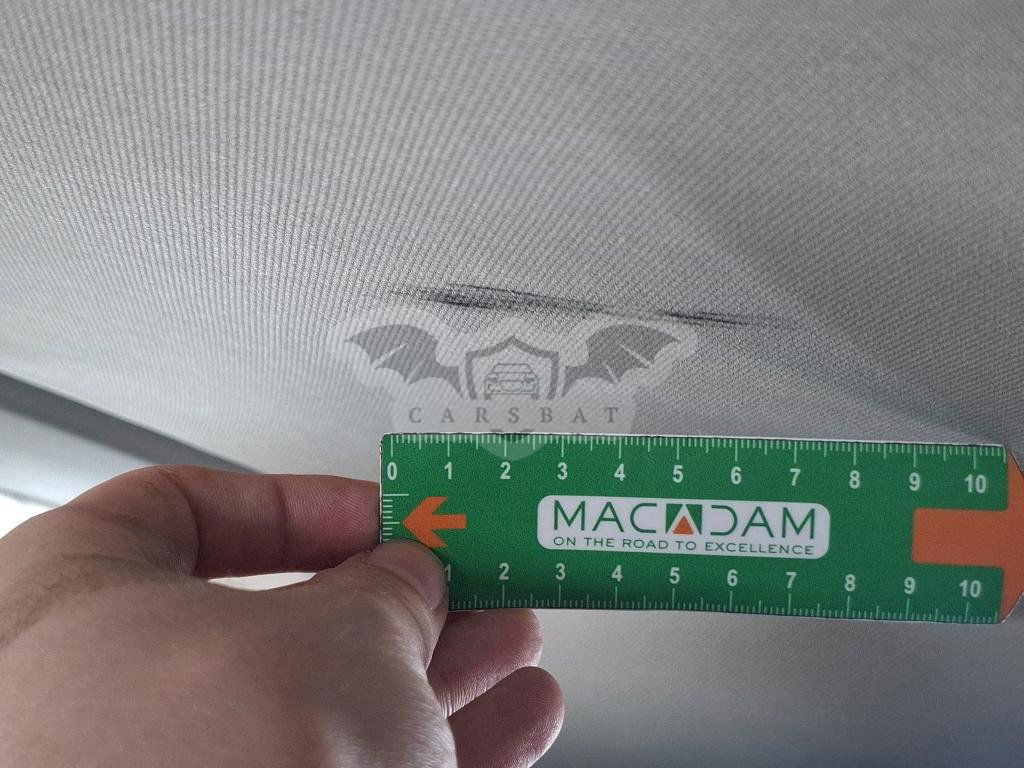 CARSBAT
0 1 2 3 4 5 6 7 8 9 10
MACADAM
ON THE ROAD TO EXCELLENCE
1 2 3 4 5 6 7 8 9 10